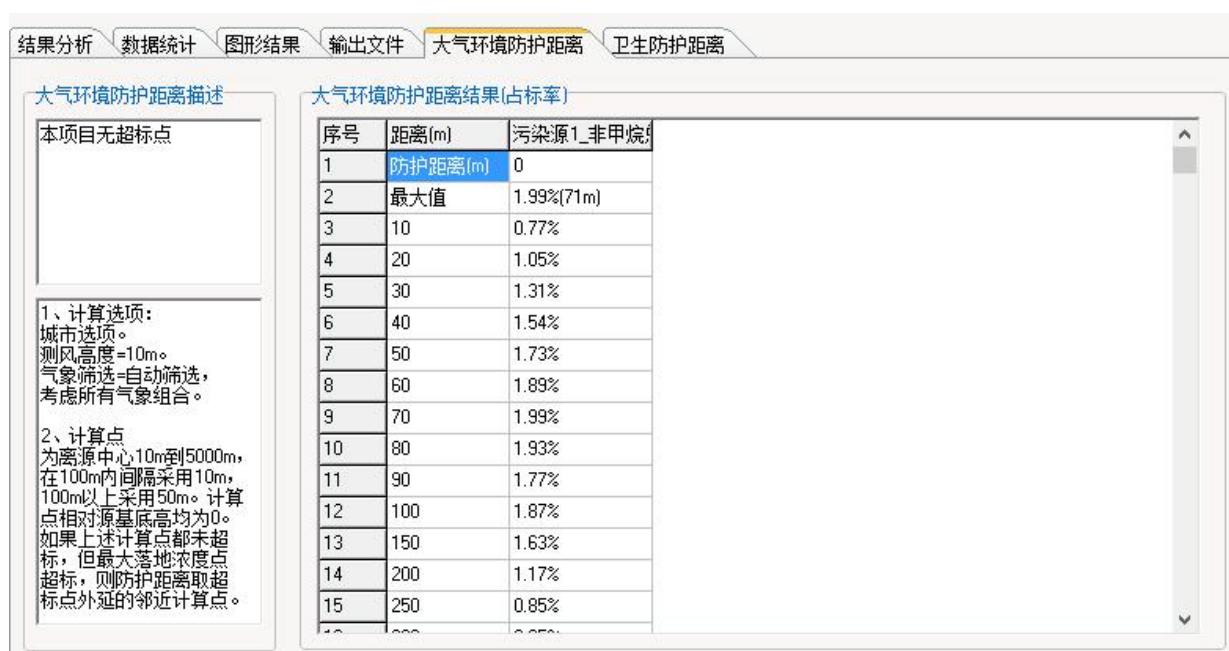 结果分析 数据统计 图形结果 输出文件 大气环境防护距离 卫生防护距离
大气环境防护距离描述
本项目无超标点
1、计算选项:
城市选项。
测风高度=10m。
气象筛选=自动筛选,
考虑所有气象组合。
2、计算点
为离源中心10m到5000m,
在100m内间隔采用10m,
100m以上采用50m。计算
点相对源基底高均为0。
如果上述计算点都未超
标,但最大落地浓度点
超标,则防护距离取超
标点外延的邻近计算点。
大气环境防护距离结果(占标率)
序号 距离(m) 污染源1_非甲烷
1 防护距离(m) 0
2 最大值 1.99%(71m)
3 10 0.77%
4 20 1.05%
5 30 1.31%
6 40 1.54%
7 50 1.73%
8 60 1.89%
9 70 1.99%
10 80 1.93%
11 90 1.77%
12 100 1.87%
13 150 1.63%
14 200 1.17%
15 250 0.85%